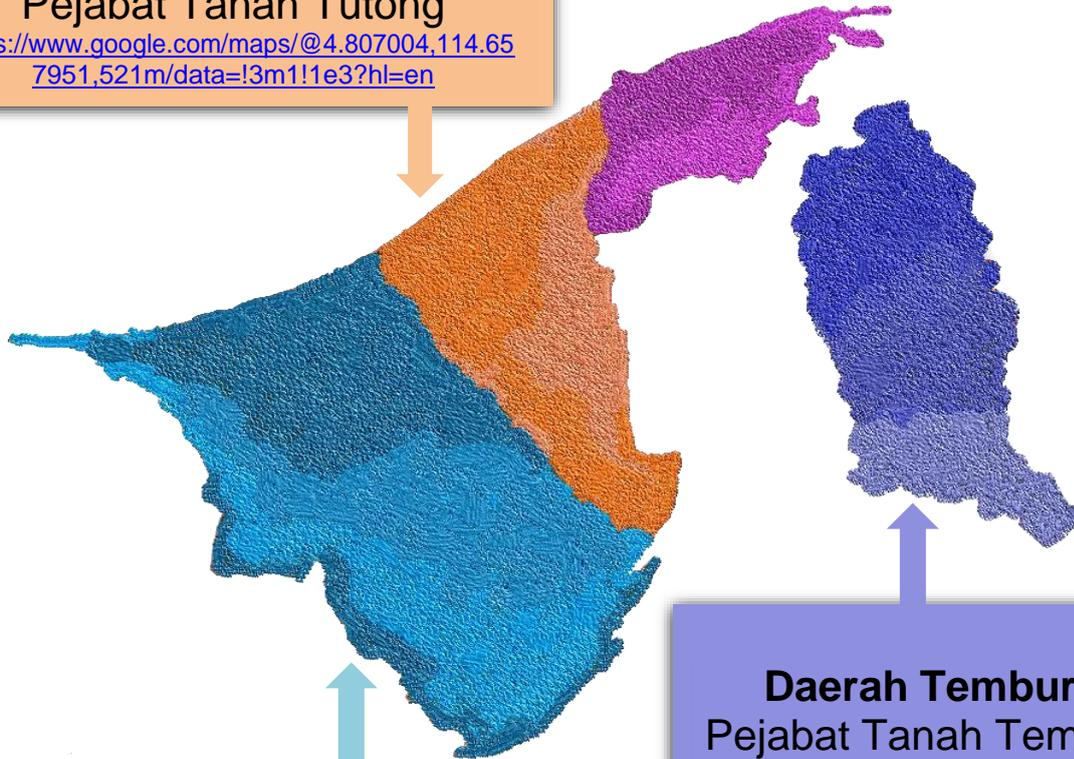 Pejabat Tanah Tutong
s://www.google.com/maps/@4.807004,114.65
7951,521m/data=!3m1!1e3?hl=en
Daerah Tembur
Pejabat Tanah Tem